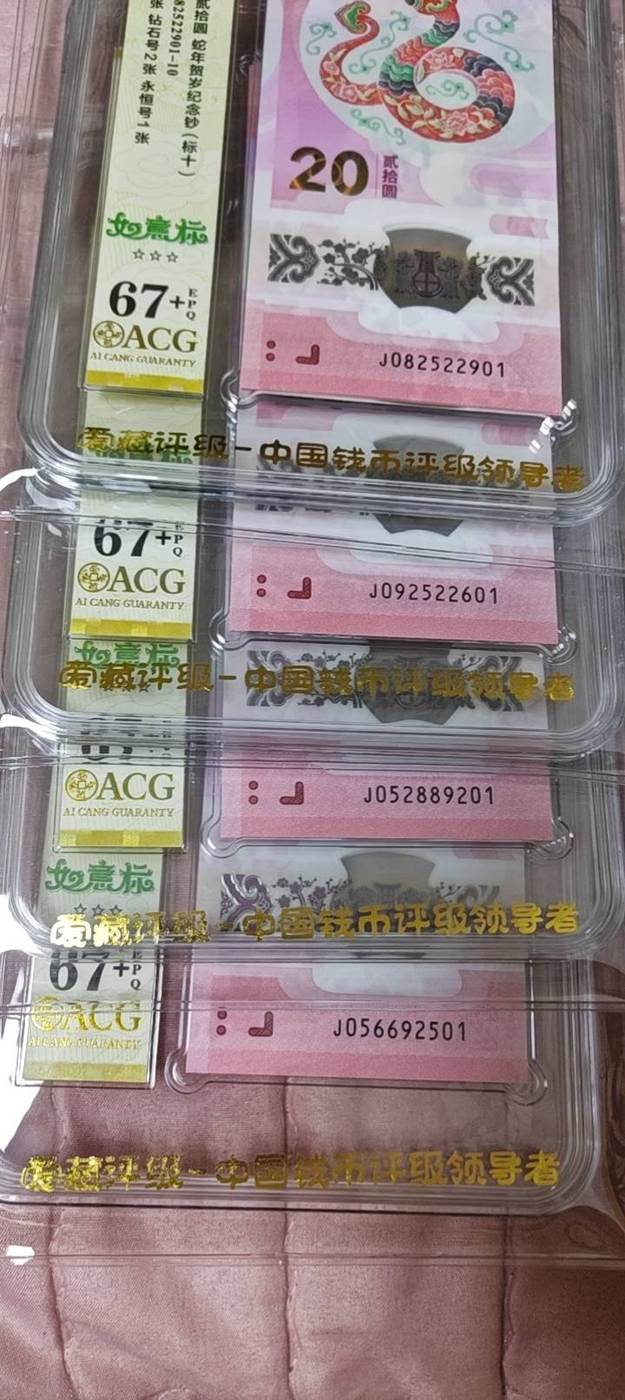 贰拾圆 蛇年贺岁纪念钞(标十)
82522901-10
张 钻石号2张 永恒号1张
如意标
67+EPQ
ACG
AI CANG GUARANTY
20 贰拾圆
J082522901
爱藏评级-中国钱币评级领导者
67+EPQ
ACG
AI CANG GUARANTY
J092522601
如意标
爱藏评级-中国钱币评级领导者
ACG
AI CANG GUARANTY
J052889201
如意标
爱藏评级-中国钱币评级领导者
67+EPQ
ACG
AI CANG GUARANTY
J056692501
爱藏评级-中国钱币评级领导者